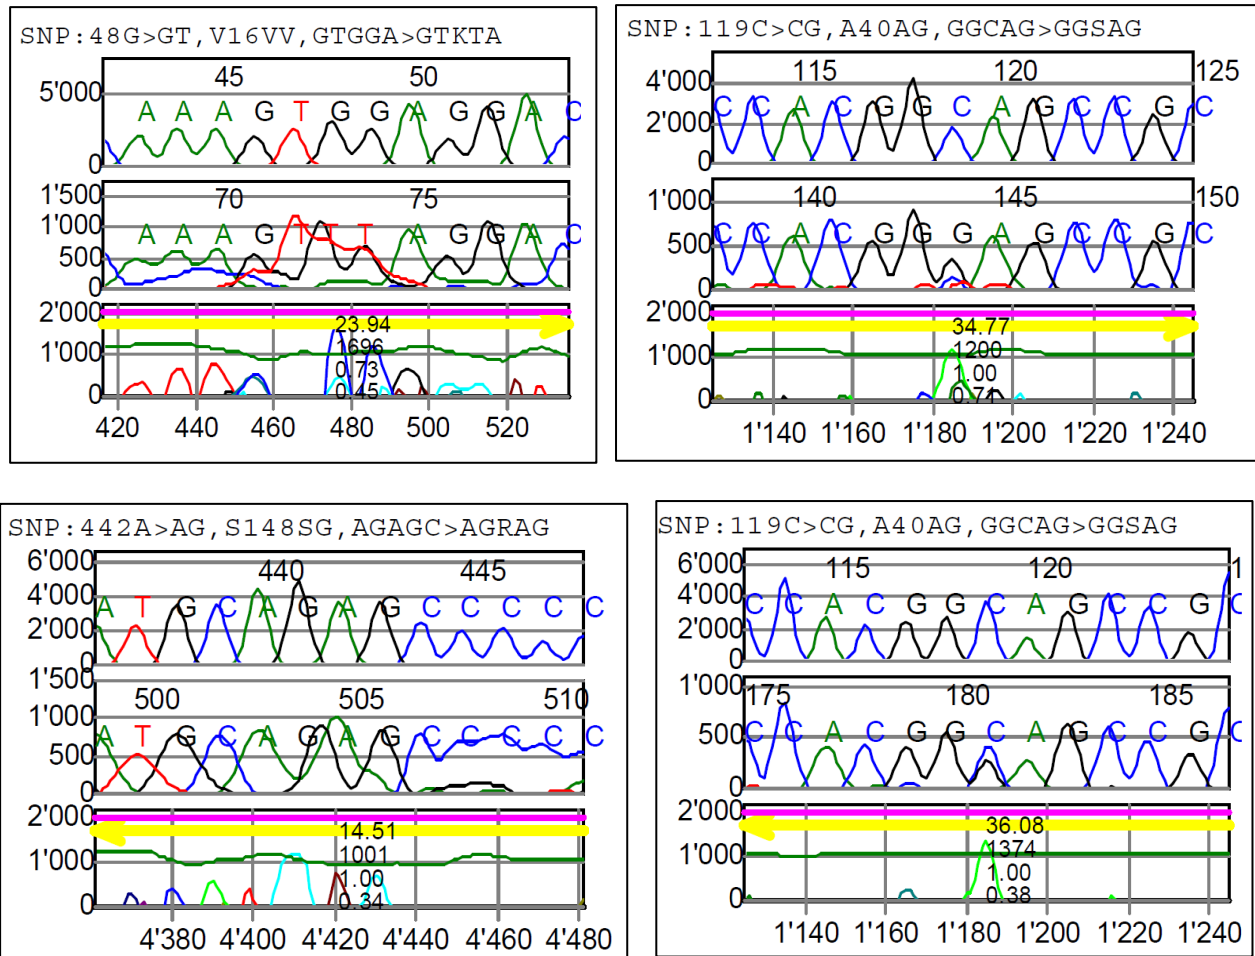 SNP:48G>GT,V16VV,GTGGA>GTKTA
45 50
5'000
A A A G T G G A G G A C
0
1'500
70 75
1'000
A A A G T T T A G G A C
500
0
2'000
23.94
1696
1'000
0.73
0.45
0
420 440 460 480 500 520
SNP:119C>CG,A40AG,GGCAG>GGSAG
115 120 125
4'000
C C A C G G C A G C C G C
2'000
0
1'000
140 145 150
C C A C G G G A G C C G C
500
0
2'000
34.77
1200
1'000
1.00
0.71
0
1'140 1'160 1'180 1'200 1'220 1'240
SNP:442A>AG,S148SG,AGAGC>AGRAG
6'000
440 445
4'000
A T G C A G A G C C C C C
2'000
0
1'500
500 505 510
1'000
A T G C A G A G C C C C C
500
0
2'000
14.51
1001
1'000
1.00
0.34
0
4'380 4'400 4'420 4'440 4'460 4'480
SNP:119C>CG,A40AG,GGCAG>GGSAG
6'000
115 120 1
4'000
C C A C G G C A G C C G C
2'000
0
1'000
175 180 185
C C A C G G C A G C C G C
500
0
2'000
36.08
1374
1'000
1.00
0.38
0
1'140 1'160 1'180 1'200 1'220 1'240